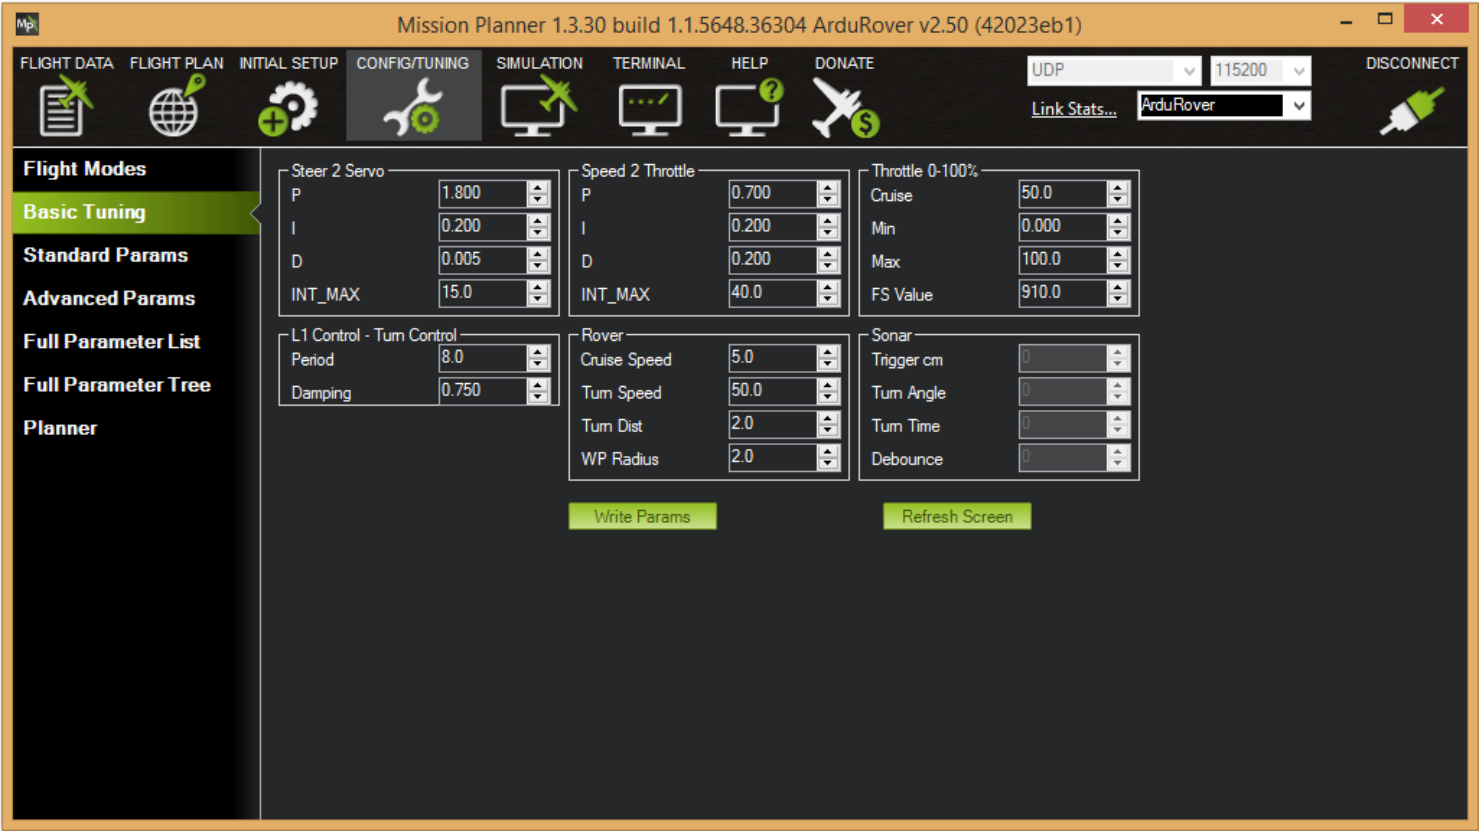 Mission Planner 1.3.30 build 1.1.5648.36304 ArduRover v2.50 (42023eb1)
FLIGHT DATA FLIGHT PLAN INITIAL SETUP CONFIG/TUNING SIMULATION TERMINAL HELP DONATE DISCONNECT
UDP 115200
Link Stats... ArduRover
Flight Modes
Basic Tuning
Standard Params
Advanced Params
Full Parameter List
Full Parameter Tree
Planner
Steer 2 Servo
P 1.800
I 0.200
D 0.005
INT_MAX 15.0
Speed 2 Throttle
P 0.700
I 0.200
D 0.200
INT_MAX 40.0
Throttle 0-100%
Cruise 50.0
Min 0.000
Max 100.0
FS Value 910.0
L1 Control - Turn Control
Period 8.0
Damping 0.750
Rover
Cruise Speed 5.0
Turn Speed 50.0
Turn Dist 2.0
WP Radius 2.0
Sonar
Trigger cm 0
Turn Angle 0
Turn Time 0
Debounce 0
Write Params
Refresh Screen